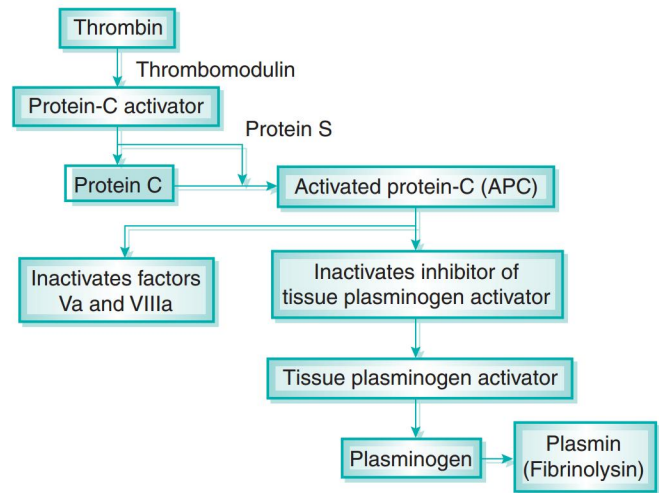 Thrombin
Thrombomodulin
Protein-C activator
Protein S
Protein C
Activated protein-C (APC)
Inactivates factors
Va and VIIIa
Inactivates inhibitor of
tissue plasminogen activator
Tissue plasminogen activator
Plasminogen
Plasmin
(Fibrinolysin)